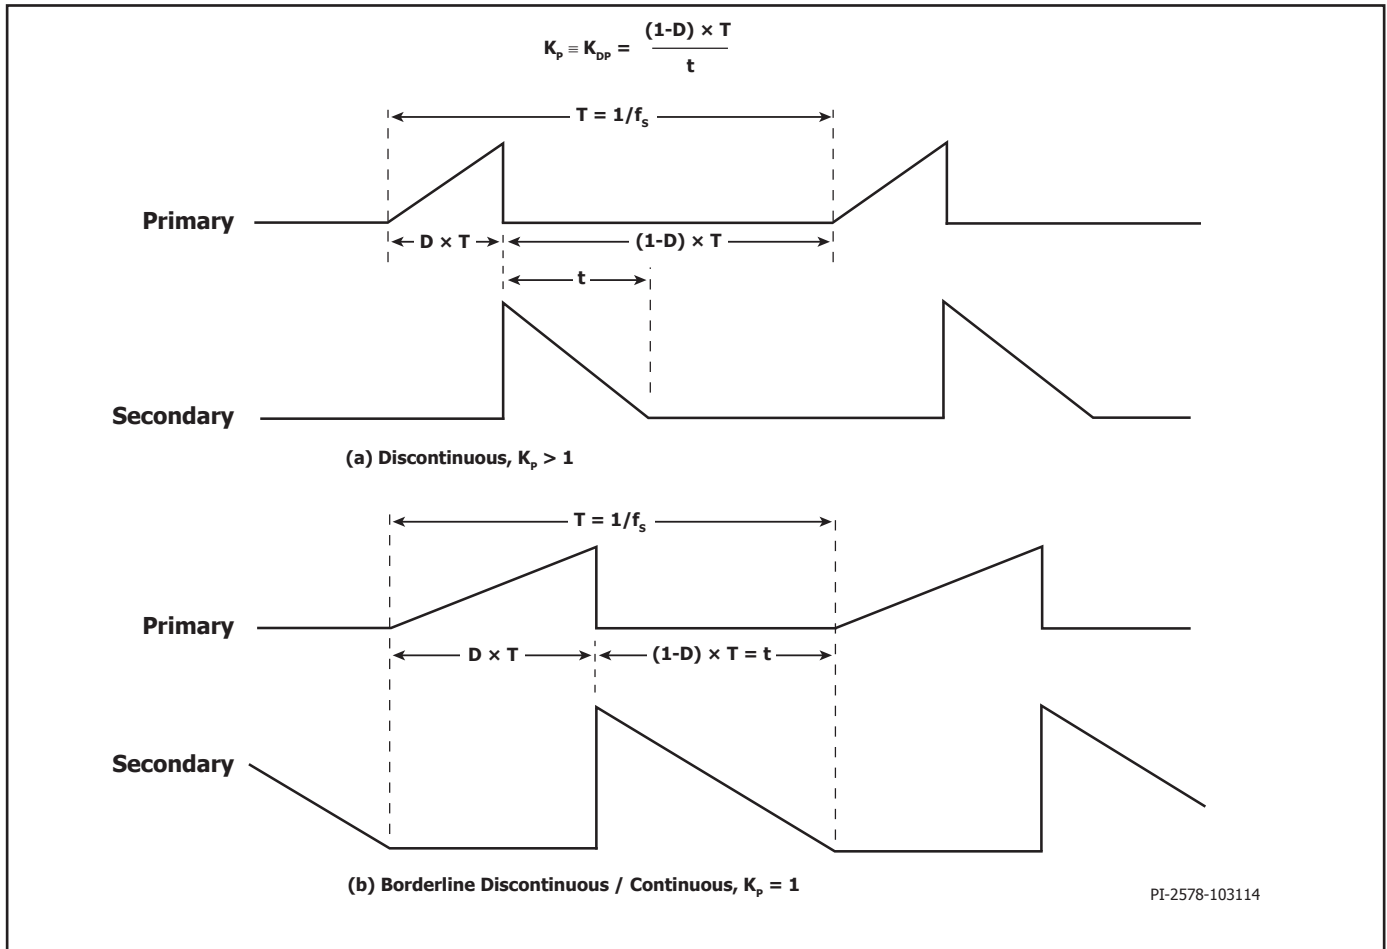 K_P ≡ K_DP = (1-D) × T / t
T = 1/f_S
Primary
D × T
(1-D) × T
t
Secondary
(a) Discontinuous, K_P > 1
T = 1/f_S
Primary
D × T
(1-D) × T = t
Secondary
(b) Borderline Discontinuous / Continuous, K_P = 1
PI-2578-103114